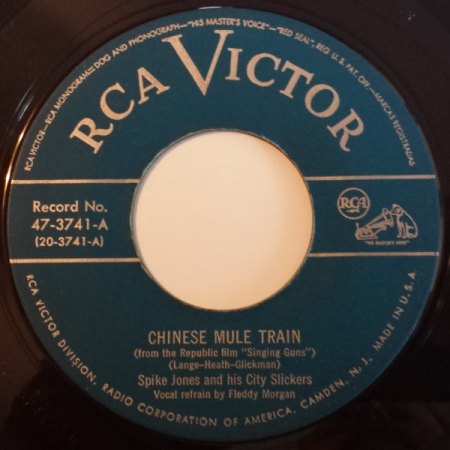 RCA VICTOR—RCA MONOGRAM—DOG AND PHONOGRAPH—"HIS MASTER'S VOICE"—"RED SEAL", REG. U. S. PAT. OFF.—MARCAS REGISTRADAS
RCA VICTOR
Record No.
47-3741-A
(20-3741-A)
RCA
"HIS MASTER'S VOICE"
CHINESE MULE TRAIN
(from the Republic film "Singing Guns")
(Lange—Heath—Glickman)
Spike Jones and his City Slickers
Vocal refrain by Fleddy Morgan
RCA VICTOR DIVISION, RADIO CORPORATION OF AMERICA, CAMDEN, N. J. MADE IN U.S.A.